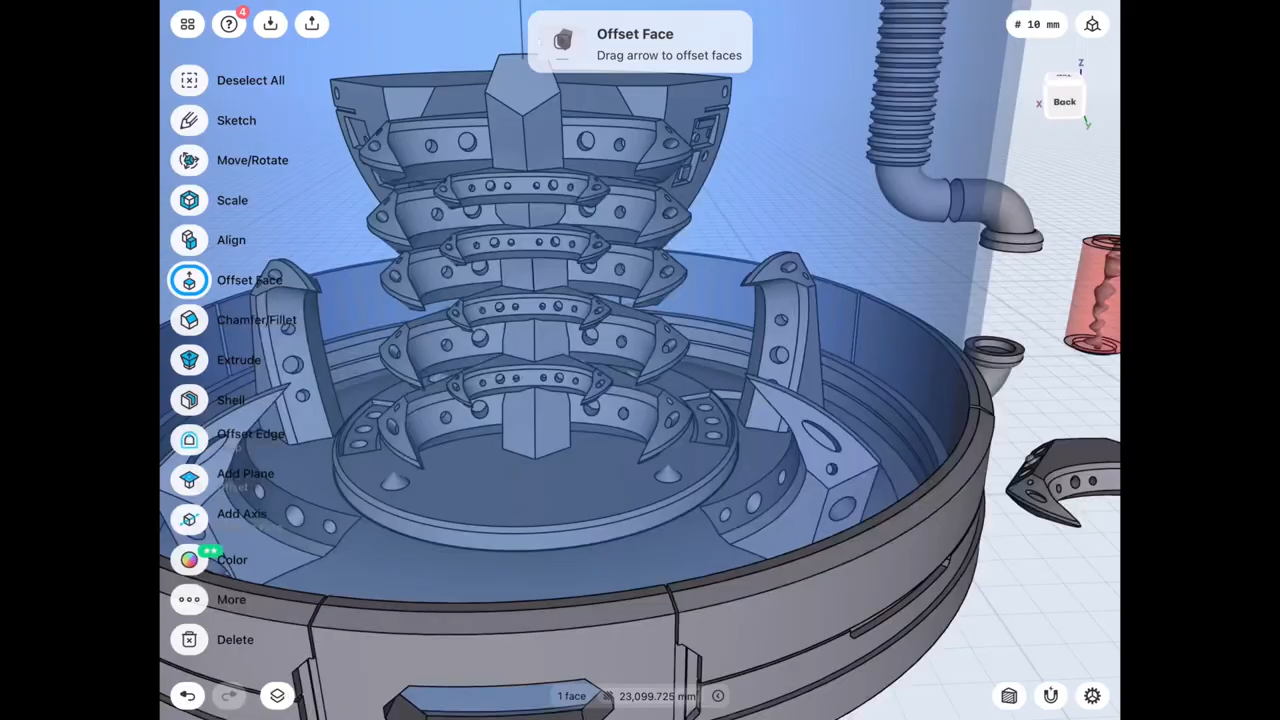 4
Offset Face
Drag arrow to offset faces
# 10 mm
Deselect All
Sketch
Move/Rotate
Scale
Align
Offset Face
Chamfer/Fillet
Extrude
Shell
Offset Edge
Add Plane
Add Axis
Color
More
Delete
Z
X
Back
Y
1 face
23,099.725 mm